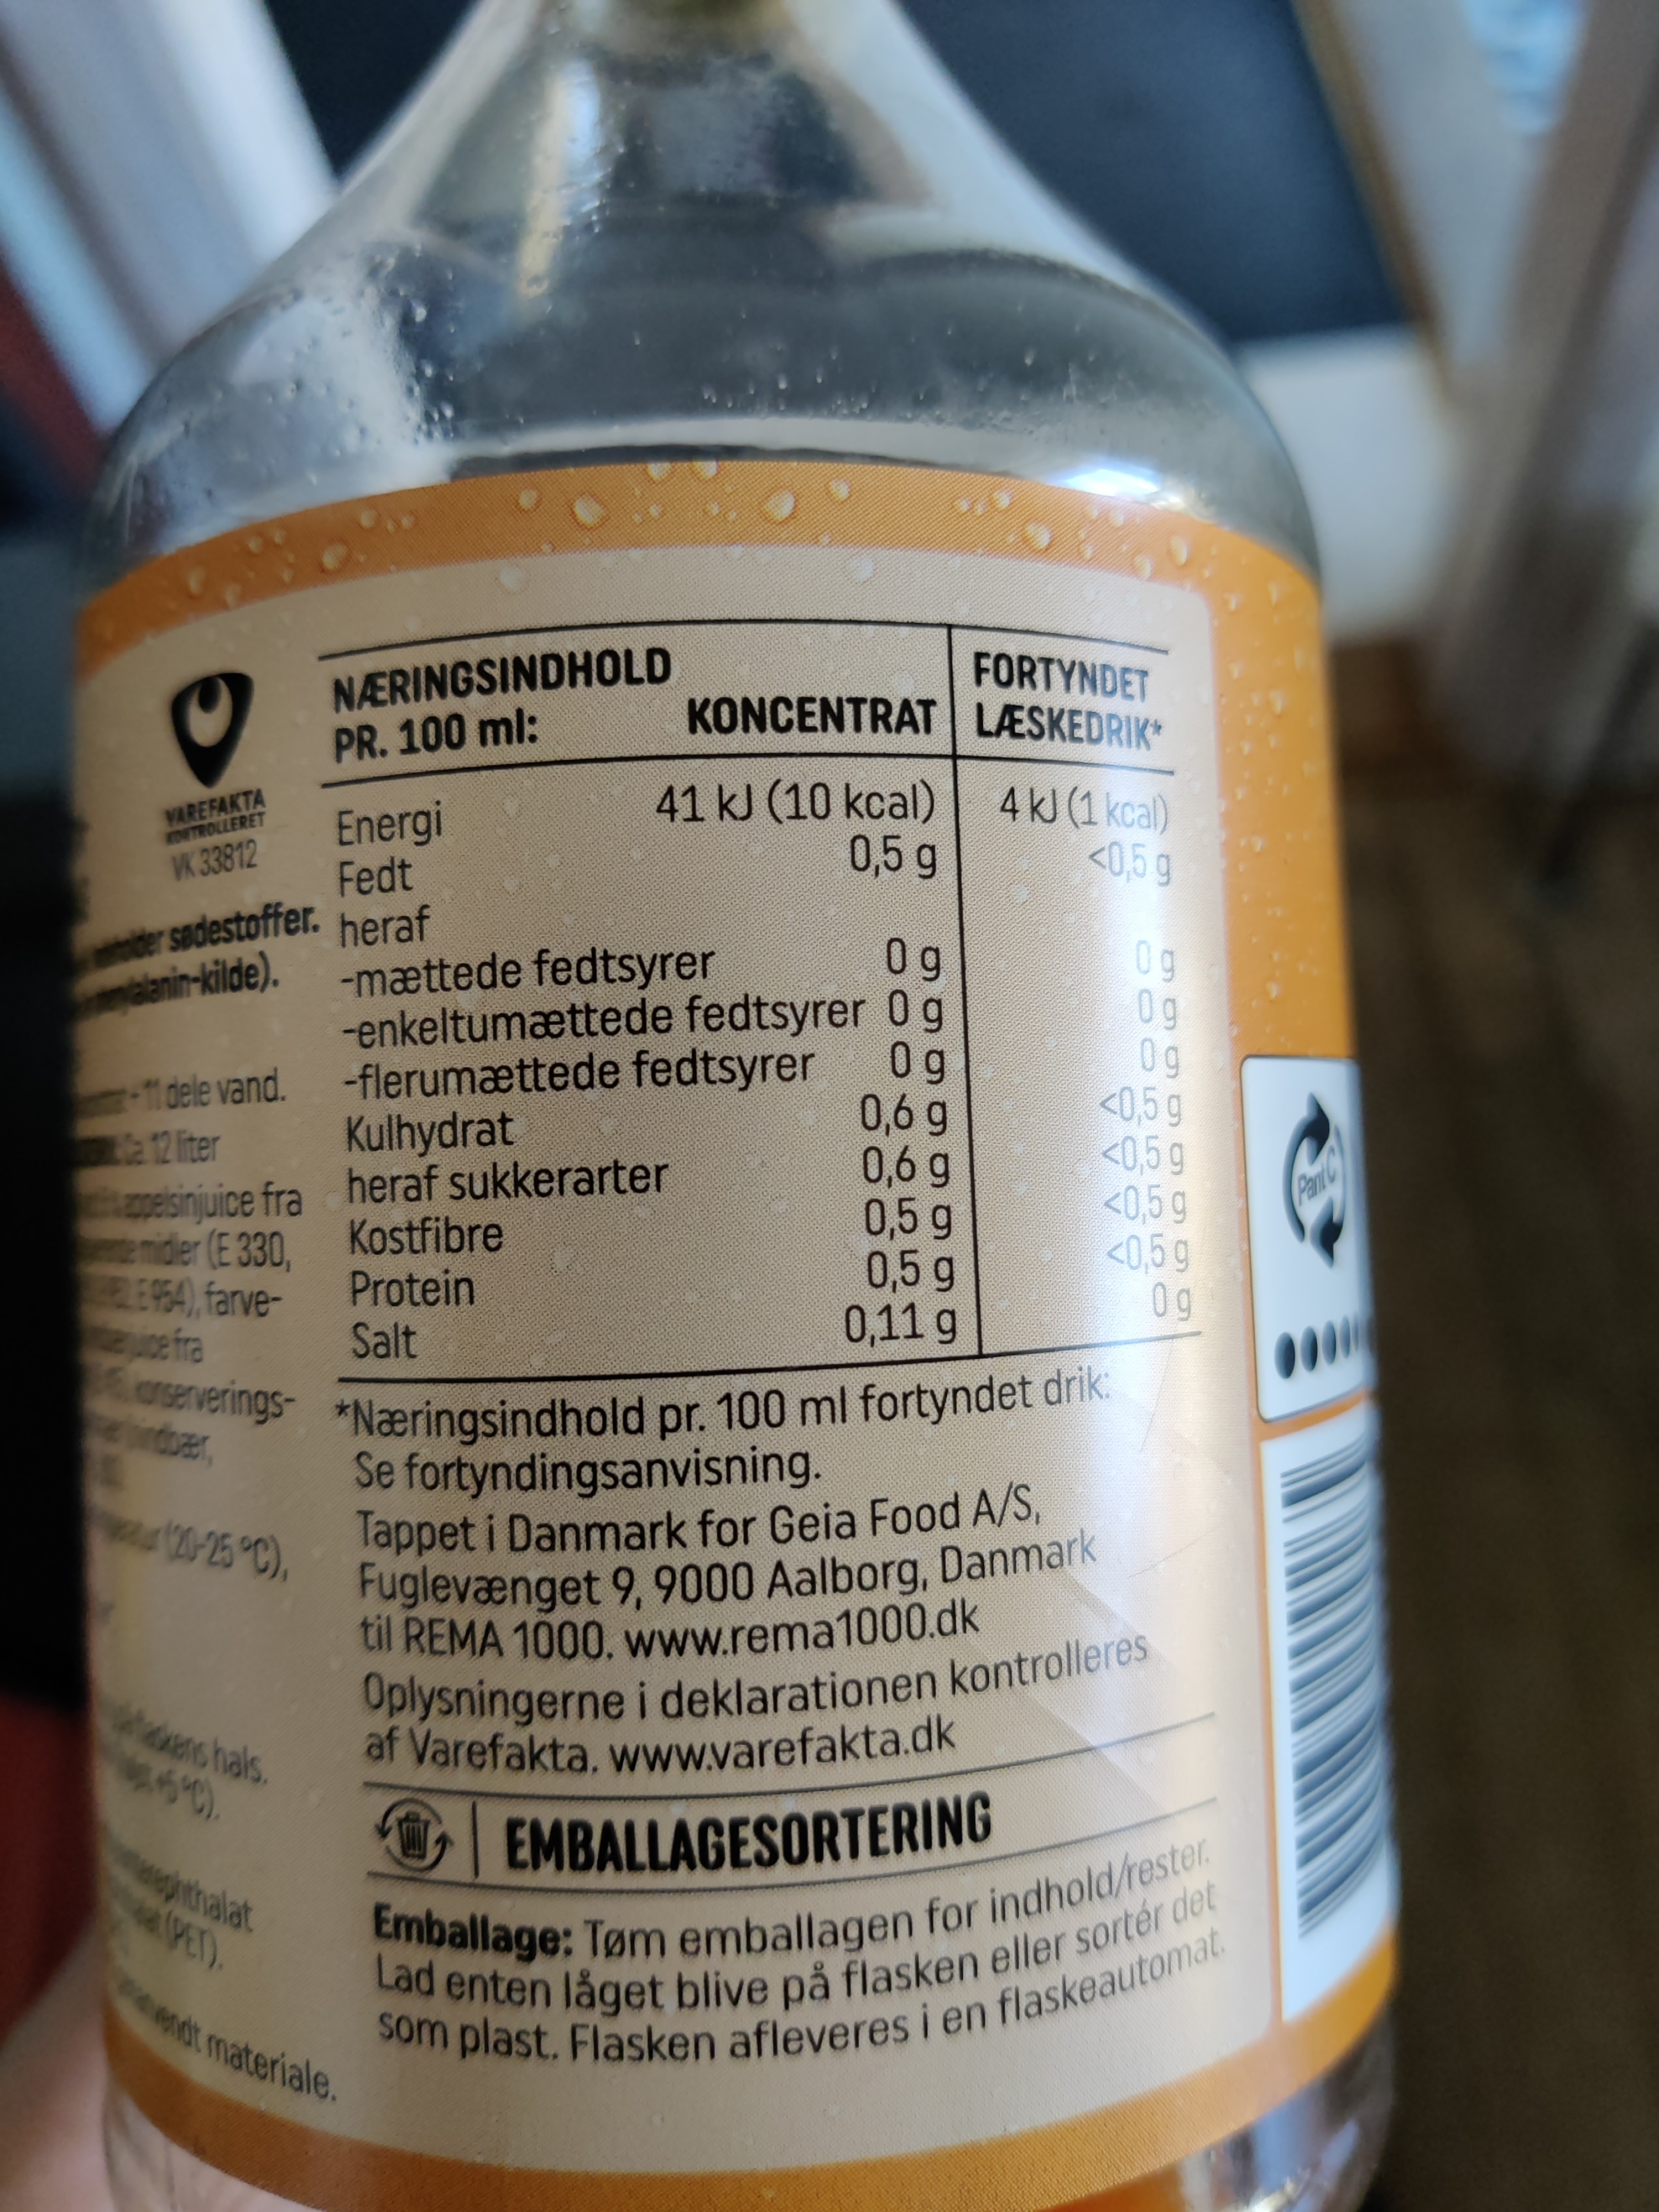 VAREFAKTA
KONTROLLERET
VK 33812
sødestoffer.
dele vand.
12 liter
appelsinjuice fra
midler (E 330,
E 954), farve-
fra
konserverings-
(20-25 °C),
flaskens hals.
+5 °C).
(PET).
materiale.
NÆRINGSINDHOLD
PR. 100 ml: KONCENTRAT FORTYNDET LÆSKEDRIK*
Energi 41 kJ (10 kcal) 4 kJ (1 kcal)
Fedt 0,5 g <0,5 g
heraf
-mættede fedtsyrer 0 g 0 g
-enkeltumættede fedtsyrer 0 g 0 g
-flerumættede fedtsyrer 0 g 0 g
Kulhydrat 0,6 g <0,5 g
heraf sukkerarter 0,6 g <0,5 g
Kostfibre 0,5 g <0,5 g
Protein 0,5 g <0,5 g
Salt 0,11 g 0 g
*Næringsindhold pr. 100 ml fortyndet drik:
Se fortyndingsanvisning.
Tappet i Danmark for Geia Food A/S,
Fuglevænget 9, 9000 Aalborg, Danmark
til REMA 1000. www.rema1000.dk
Oplysningerne i deklarationen kontrolleres
af Varefakta. www.varefakta.dk
EMBALLAGESORTERING
Emballage: Tøm emballagen for indhold/rester.
Lad enten låget blive på flasken eller sortér det
som plast. Flasken afleveres i en flaskeautomat.
Pant C